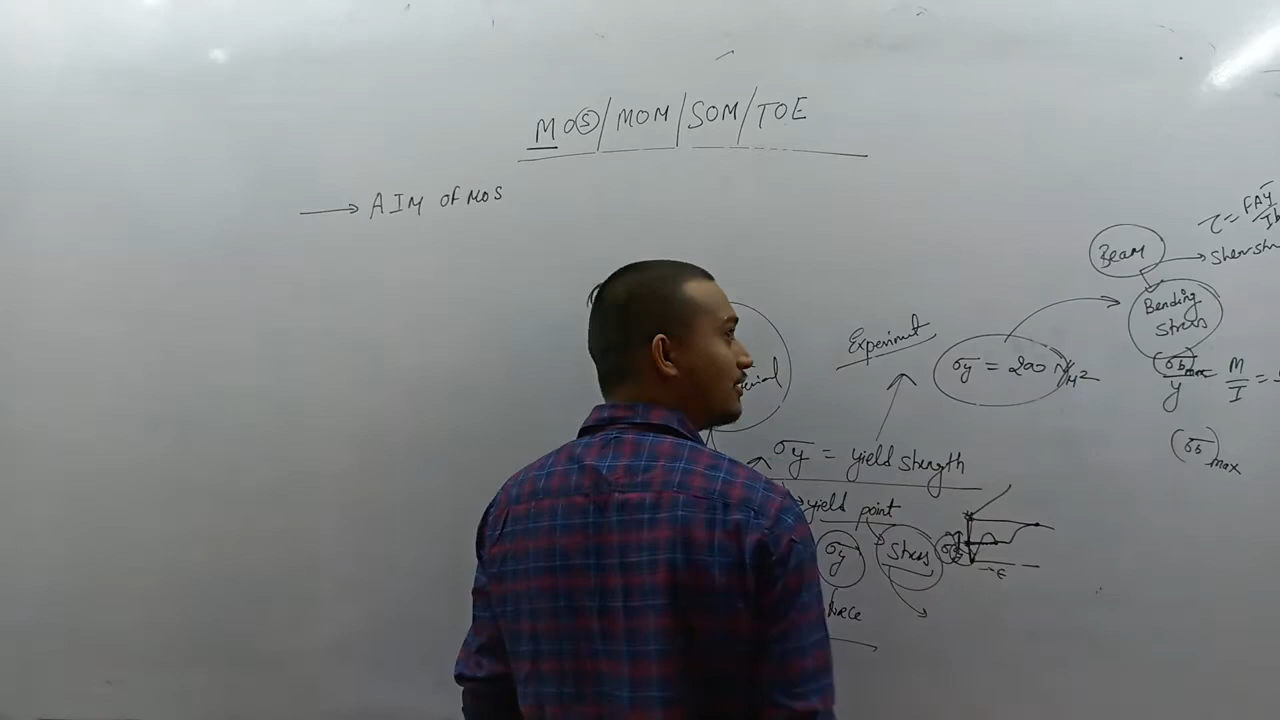 MOS/MOM/SOM/TOE
→ AIM of MOS
τ = FAȳ
Beam
→ Shear
Bending
Stress
Experiment
σy = 200 N/M²
M
I
y
(σb)max
σy = yield strength
→ yield point
σy
Stress